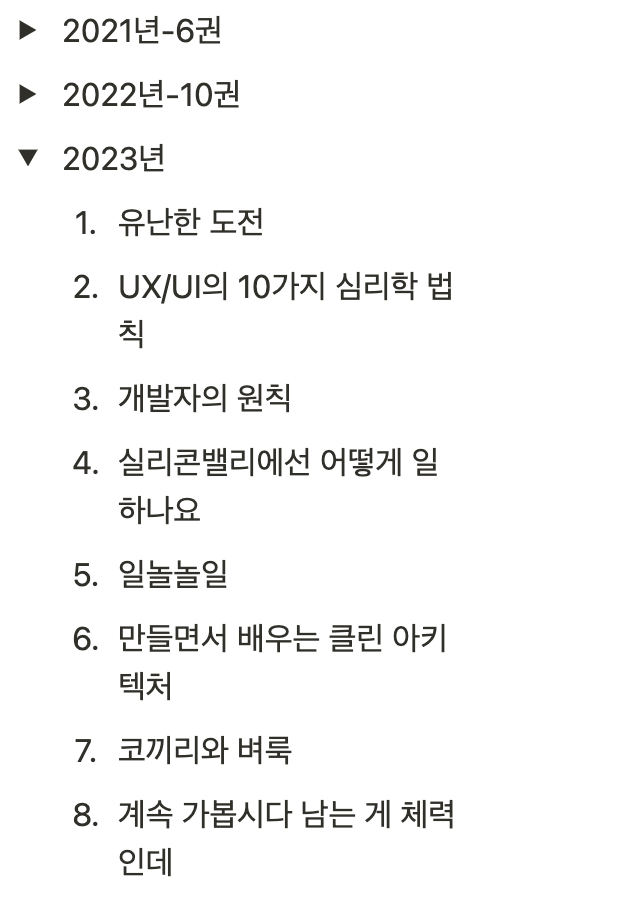 ▶ 2021년-6권
▶ 2022년-10권
▼ 2023년
1. 유난한 도전
2. UX/UI의 10가지 심리학 법
칙
3. 개발자의 원칙
4. 실리콘밸리에선 어떻게 일
하나요
5. 일놀놀일
6. 만들면서 배우는 클린 아키
텍처
7. 코끼리와 벼룩
8. 계속 가봅시다 남는 게 체력
인데